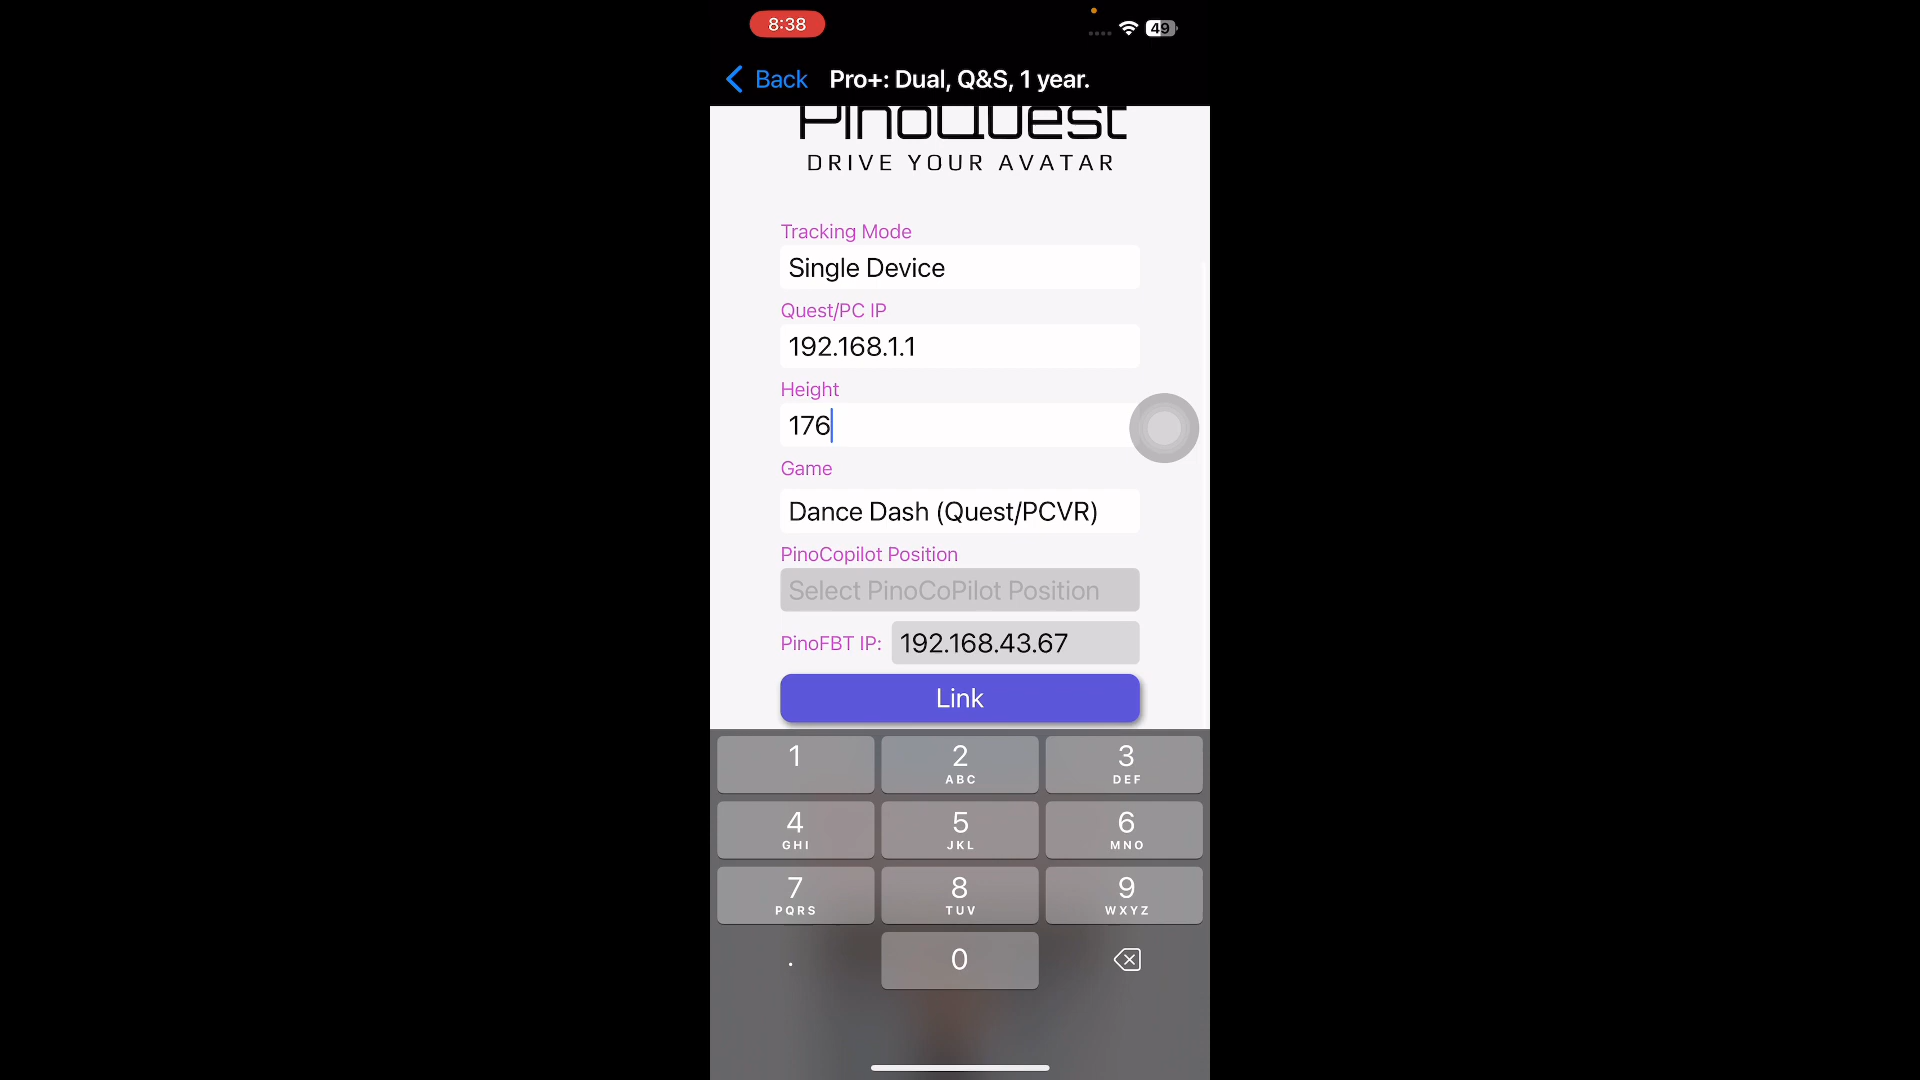 8:38
49
Back
Pro+: Dual, Q&S, 1 year.
PinoQuest
DRIVE YOUR AVATAR
Tracking Mode
Single Device
Quest/PC IP
192.168.1.1
Height
176
Game
Dance Dash (Quest/PCVR)
PinoCopilot Position
Select PinoCoPilot Position
PinoFBT IP: 192.168.43.67
Link
1 2 3
ABC DEF
4 5 6
GHI JKL MNO
7 8 9
PQRS TUV WXYZ
. 0